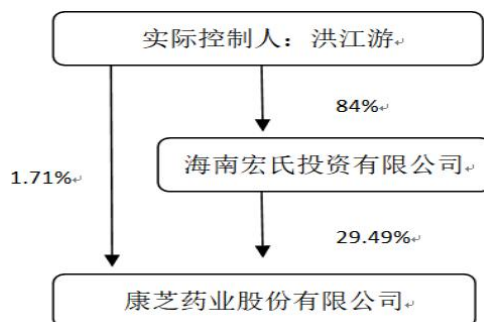 实际控制人：洪江游
84%
海南宏氏投资有限公司
1.71%
29.49%
康芝药业股份有限公司